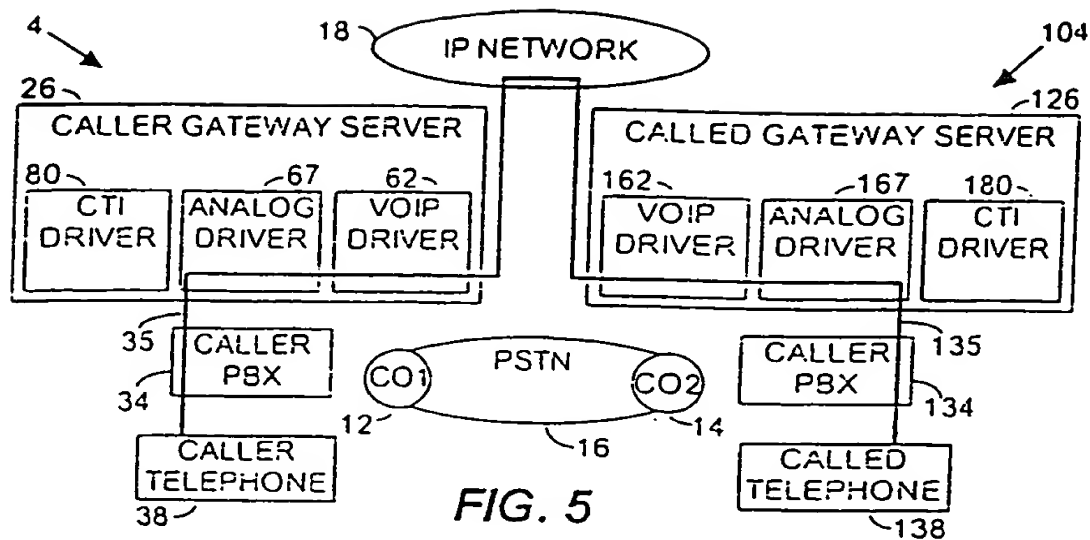 4
18
IP NETWORK
104
26
126
CALLER GATEWAY SERVER
CALLED GATEWAY SERVER
80
67
62
162
167
180
CTI
DRIVER
ANALOG
DRIVER
VOIP
DRIVER
VOIP
DRIVER
ANALOG
DRIVER
CTI
DRIVER
35
135
CALLER
PBX
34
CO1
PSTN
CO2
12
14
16
CALLER
PBX
134
CALLER
TELEPHONE
38
CALLED
TELEPHONE
138
FIG. 5